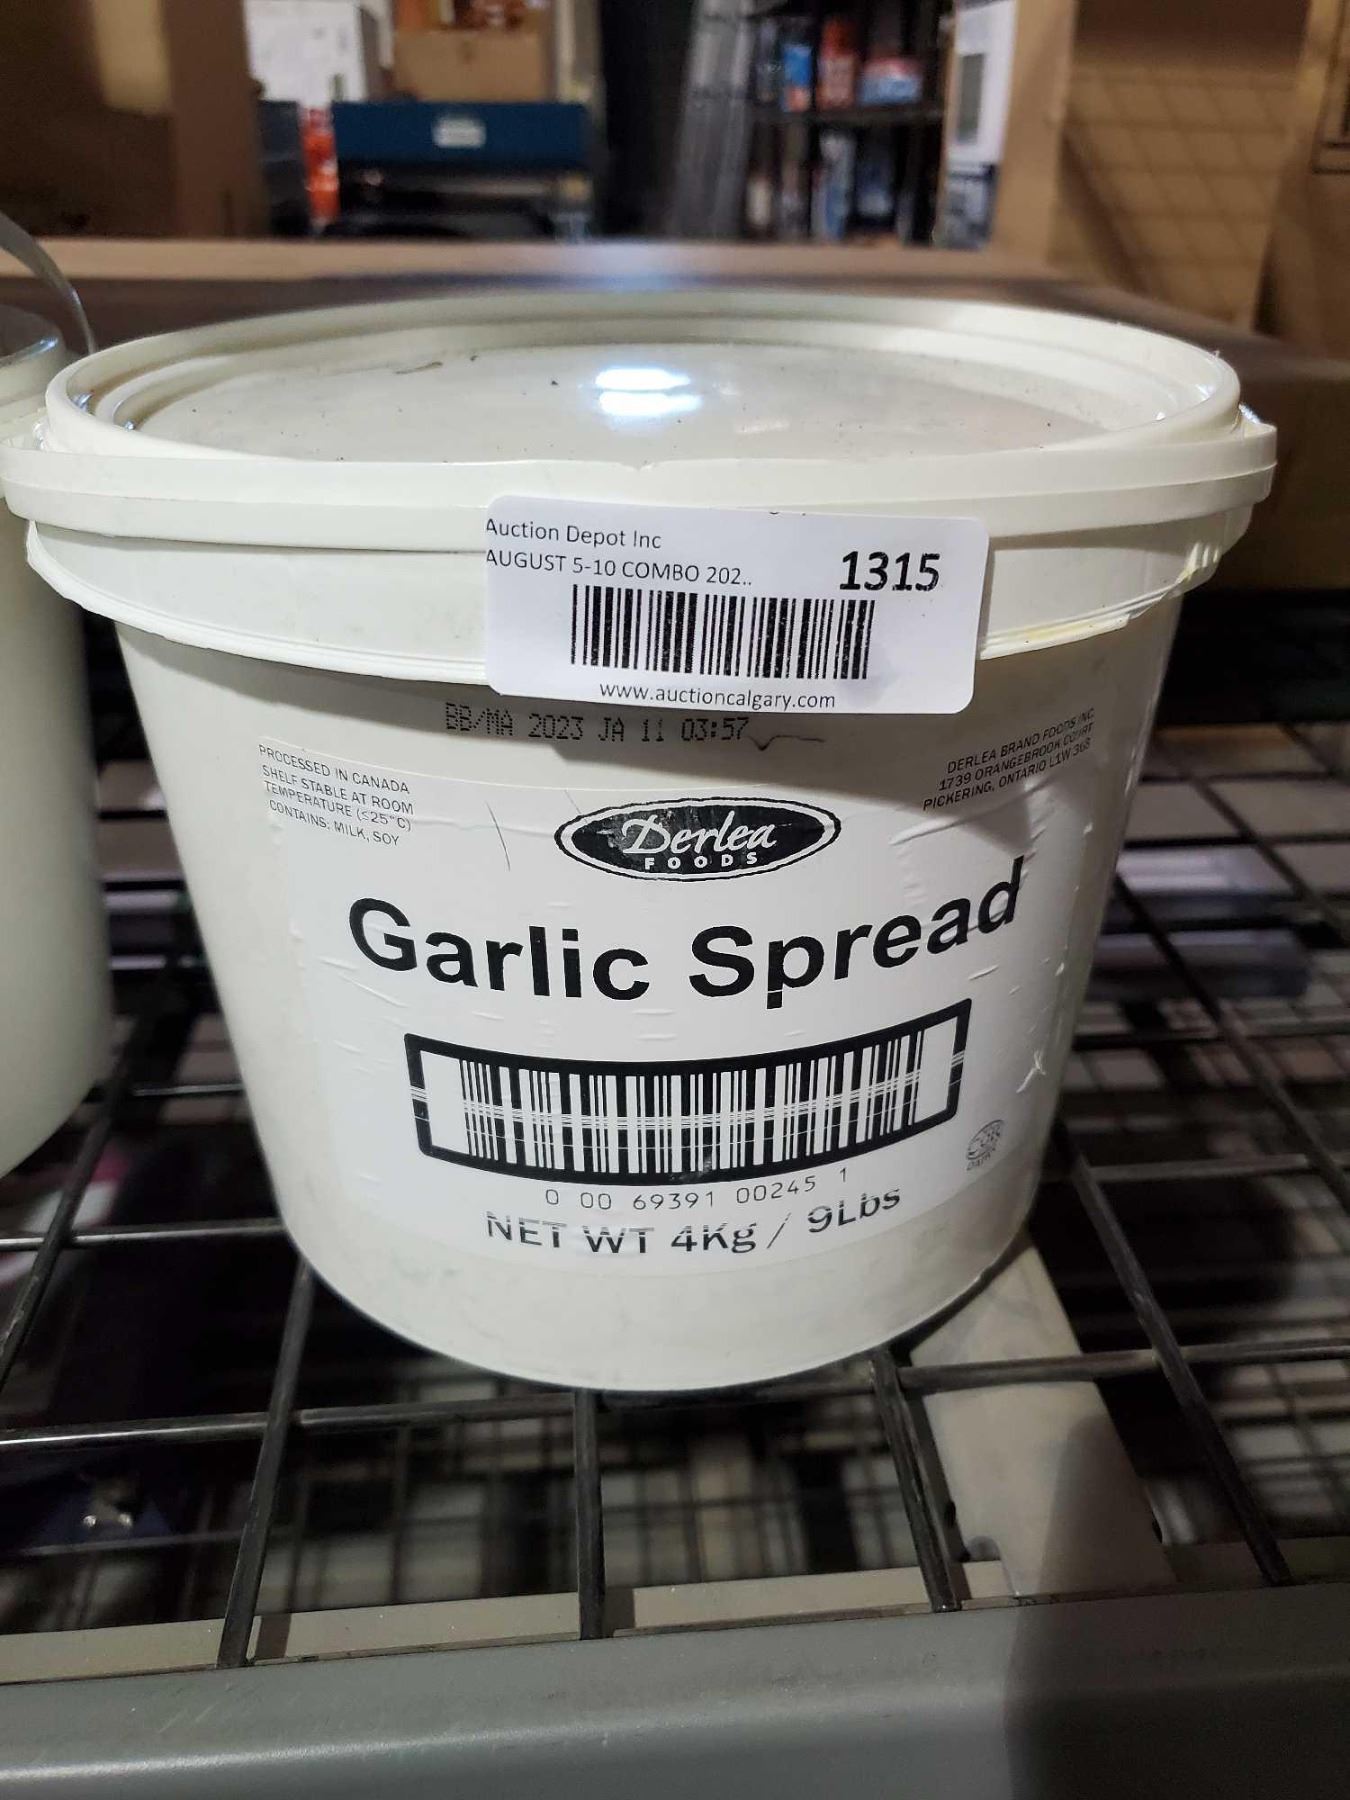 Auction Depot Inc
AUGUST 5-10 COMBO 202..
1315
www.auctioncalgary.com
BB/MA 2023 JA 11 03:57
PROCESSED IN CANADA
SHELF STABLE AT ROOM
TEMPERATURE (≤25°C)
CONTAINS: MILK, SOY
DERLEA BRAND FOODS INC.
1739 ORANGEBROOK COURT
PICKERING, ONTARIO L1W 3G8
Derlea
FOODS
Garlic Spread
0 00 69391 00245 1
NET WT 4Kg / 9Lbs